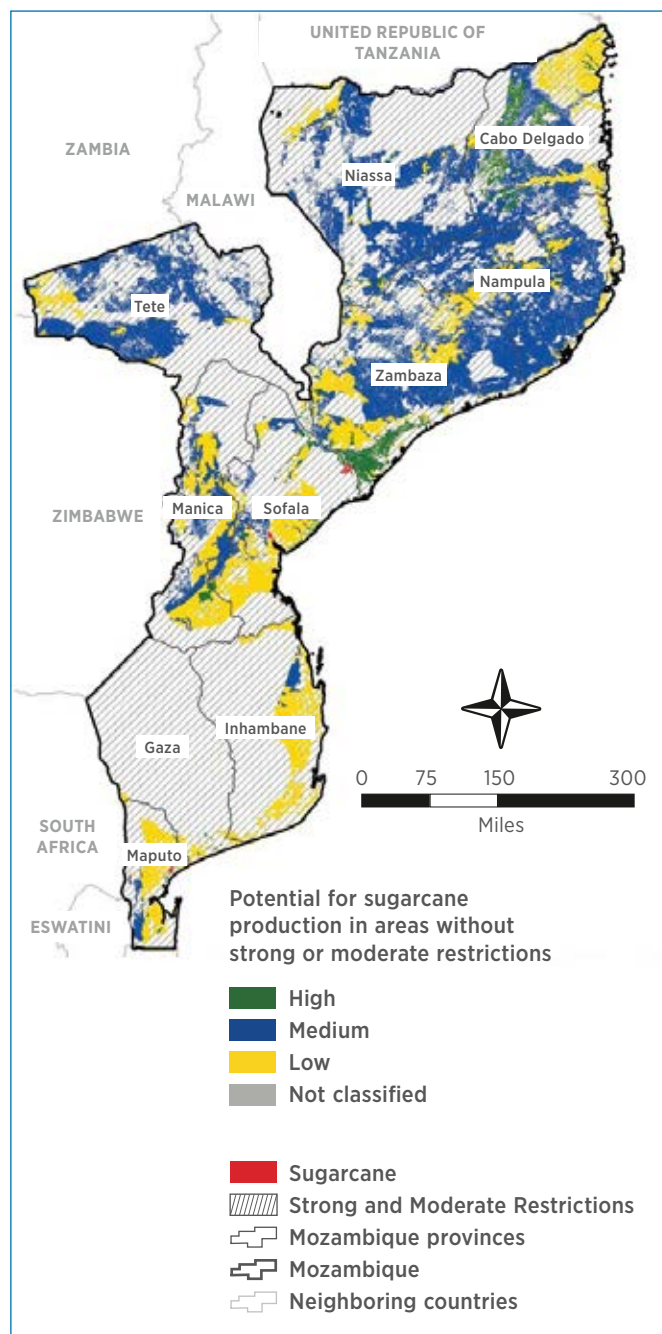 UNITED REPUBLIC OF
TANZANIA
ZAMBIA
Cabo Delgado
Niassa
MALAWI
Nampula
Tete
Zambaza
ZIMBABWE
Manica
Sofala
Inhambane
Gaza
0 75 150 300
Miles
SOUTH
AFRICA
Maputo
ESWATINI
Potential for sugarcane
production in areas without
strong or moderate restrictions
High
Medium
Low
Not classified
Sugarcane
Strong and Moderate Restrictions
Mozambique provinces
Mozambique
Neighboring countries